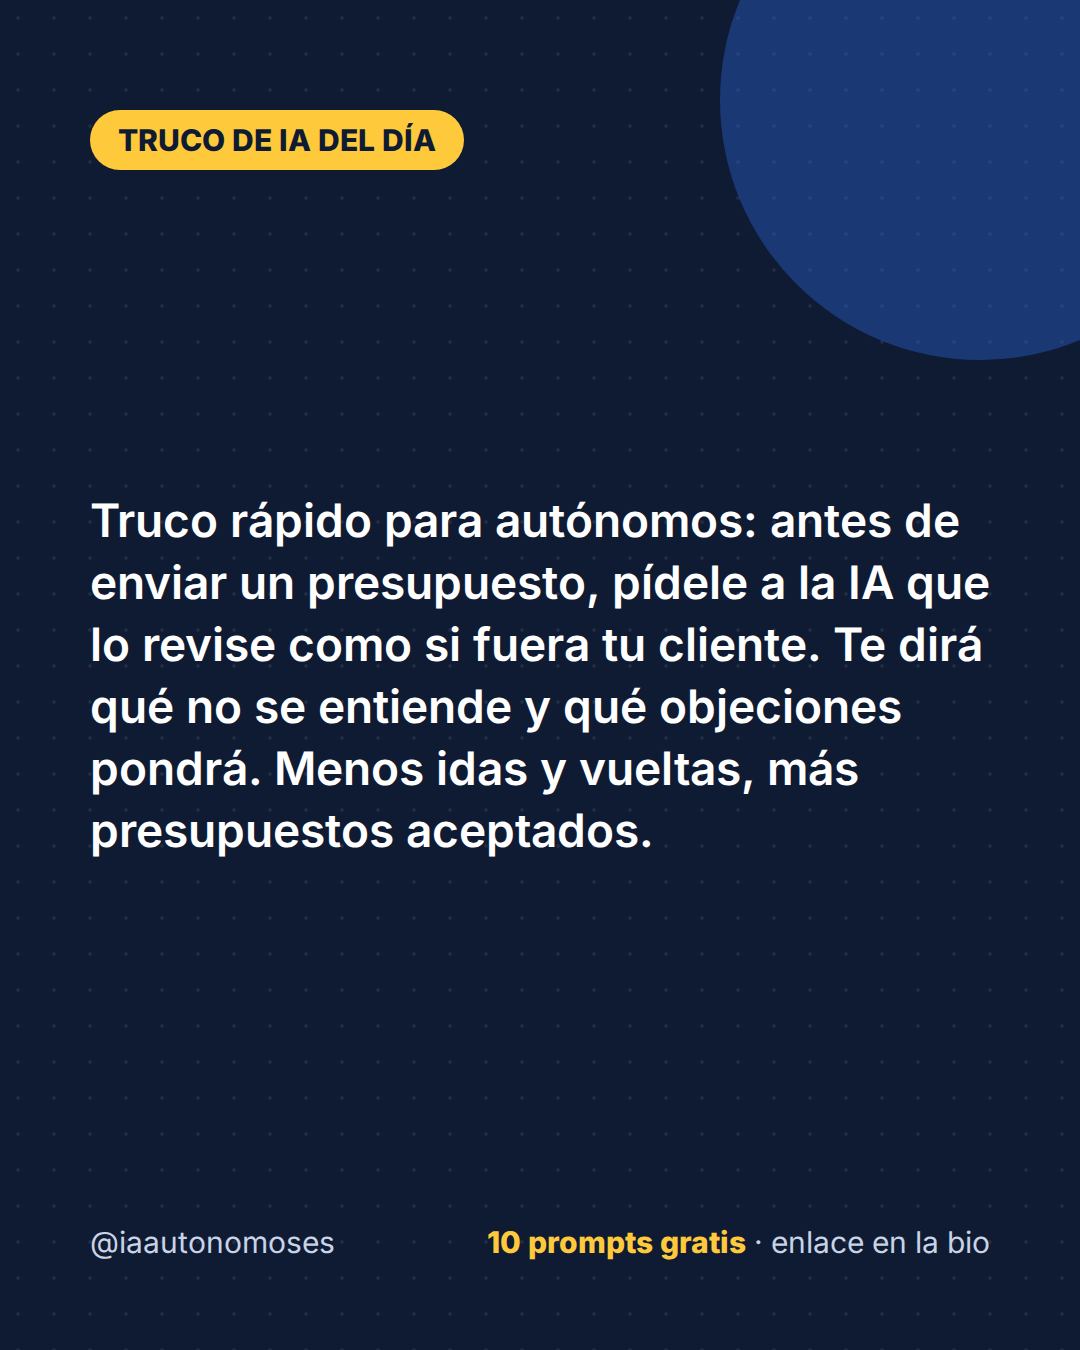 TRUCO DE IA DEL DÍA
Truco rápido para autónomos: antes de
enviar un presupuesto, pídele a la IA que
lo revise como si fuera tu cliente. Te dirá
qué no se entiende y qué objeciones
pondrá. Menos idas y vueltas, más
presupuestos aceptados.
@iaautonomoses
10 prompts gratis · enlace en la bio